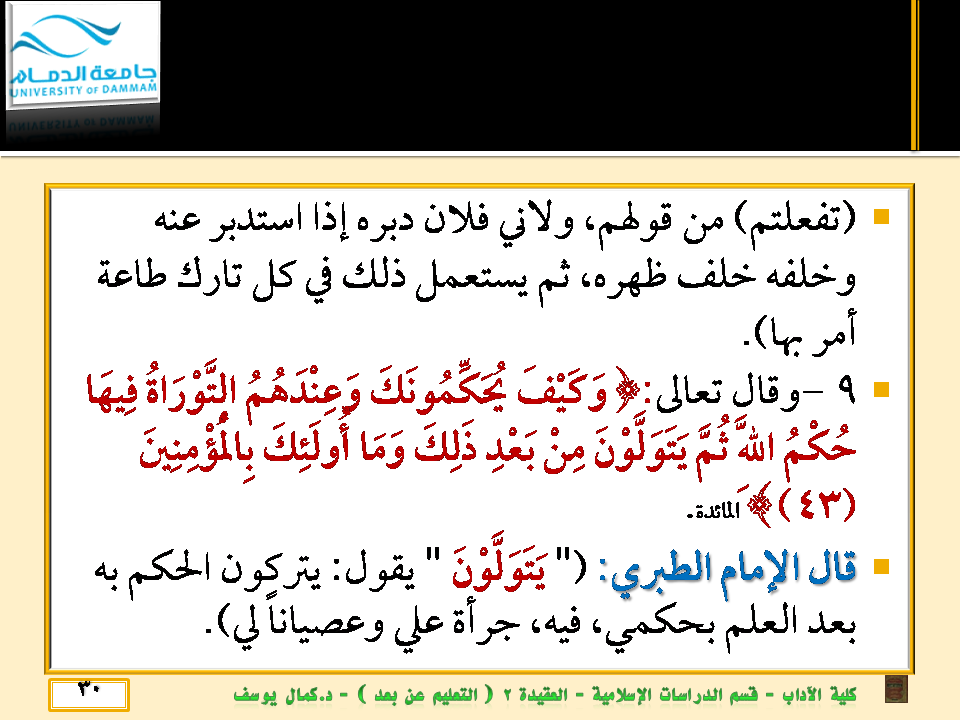 جامعة الدمام
UNIVERSITY OF DAMMAM
(تفعلتم) من قولهم، ولاني فلان دبره إذا استدبر عنه
وخلفه خلف ظهره، ثم يستعمل ذلك في كل تارك طاعة
أمر بها).
٩ –وقال تعالى:﴿ وَكَيْفَ يُحَكِّمُونَكَ وَعِنْدَهُمُ التَّوْرَاةُ فِيهَا
حُكْمُ اللهَّ ثُمَّ يَتَوَلَّوْنَ مِنْ بَعْدِ ذَلِكَ وَمَا أُولَئِكَ بِالْمُؤْمِنِينَ
(٤٣)﴾ َالمائدة.
قال الإمام الطبري: (" يَتَوَلَّوْنَ " يقول: يتركون الحكم به
بعد العلم بحكمي، فيه، جرأة علي وعصياناً لي).
كلية الآداب - قسم الدراسات الإسلامية - العقيدة ٢ ( التعليم عن بعد ) - د.كمال يوسف
٣٠